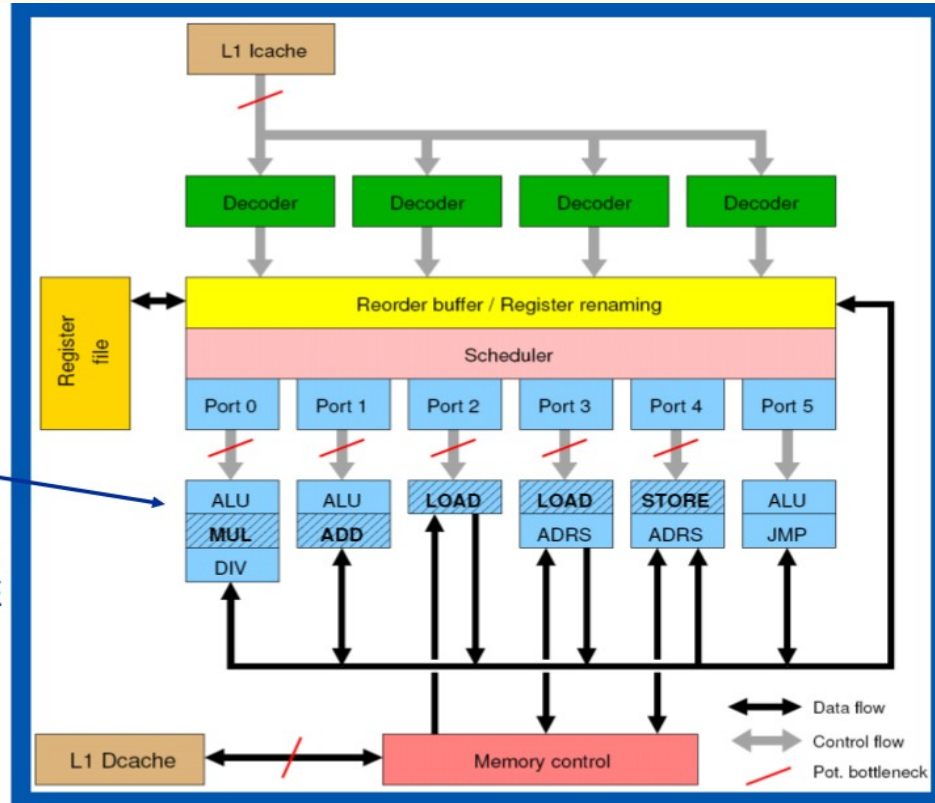 L1 Icache
Decoder Decoder Decoder Decoder
Register file
Reorder buffer / Register renaming
Scheduler
Port 0 Port 1 Port 2 Port 3 Port 4 Port 5
ALU ALU LOAD LOAD STORE ALU
MUL ADD ADRS ADRS JMP
DIV
Data flow
Control flow
Pot. bottleneck
L1 Dcache
Memory control